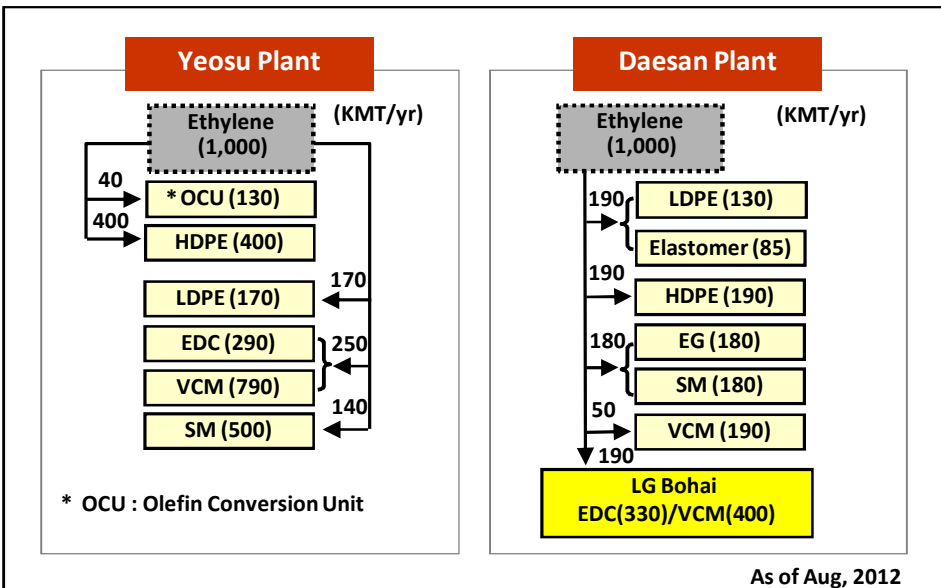 Yeosu Plant
(KMT/yr)
Ethylene
(1,000)
40
* OCU (130)
400
HDPE (400)
170
LDPE (170)
EDC (290)
250
VCM (790)
140
SM (500)
* OCU : Olefin Conversion Unit
Daesan Plant
(KMT/yr)
Ethylene
(1,000)
190
LDPE (130)
Elastomer (85)
190
HDPE (190)
180
EG (180)
SM (180)
50
VCM (190)
190
LG Bohai
EDC(330)/VCM(400)
As of Aug, 2012